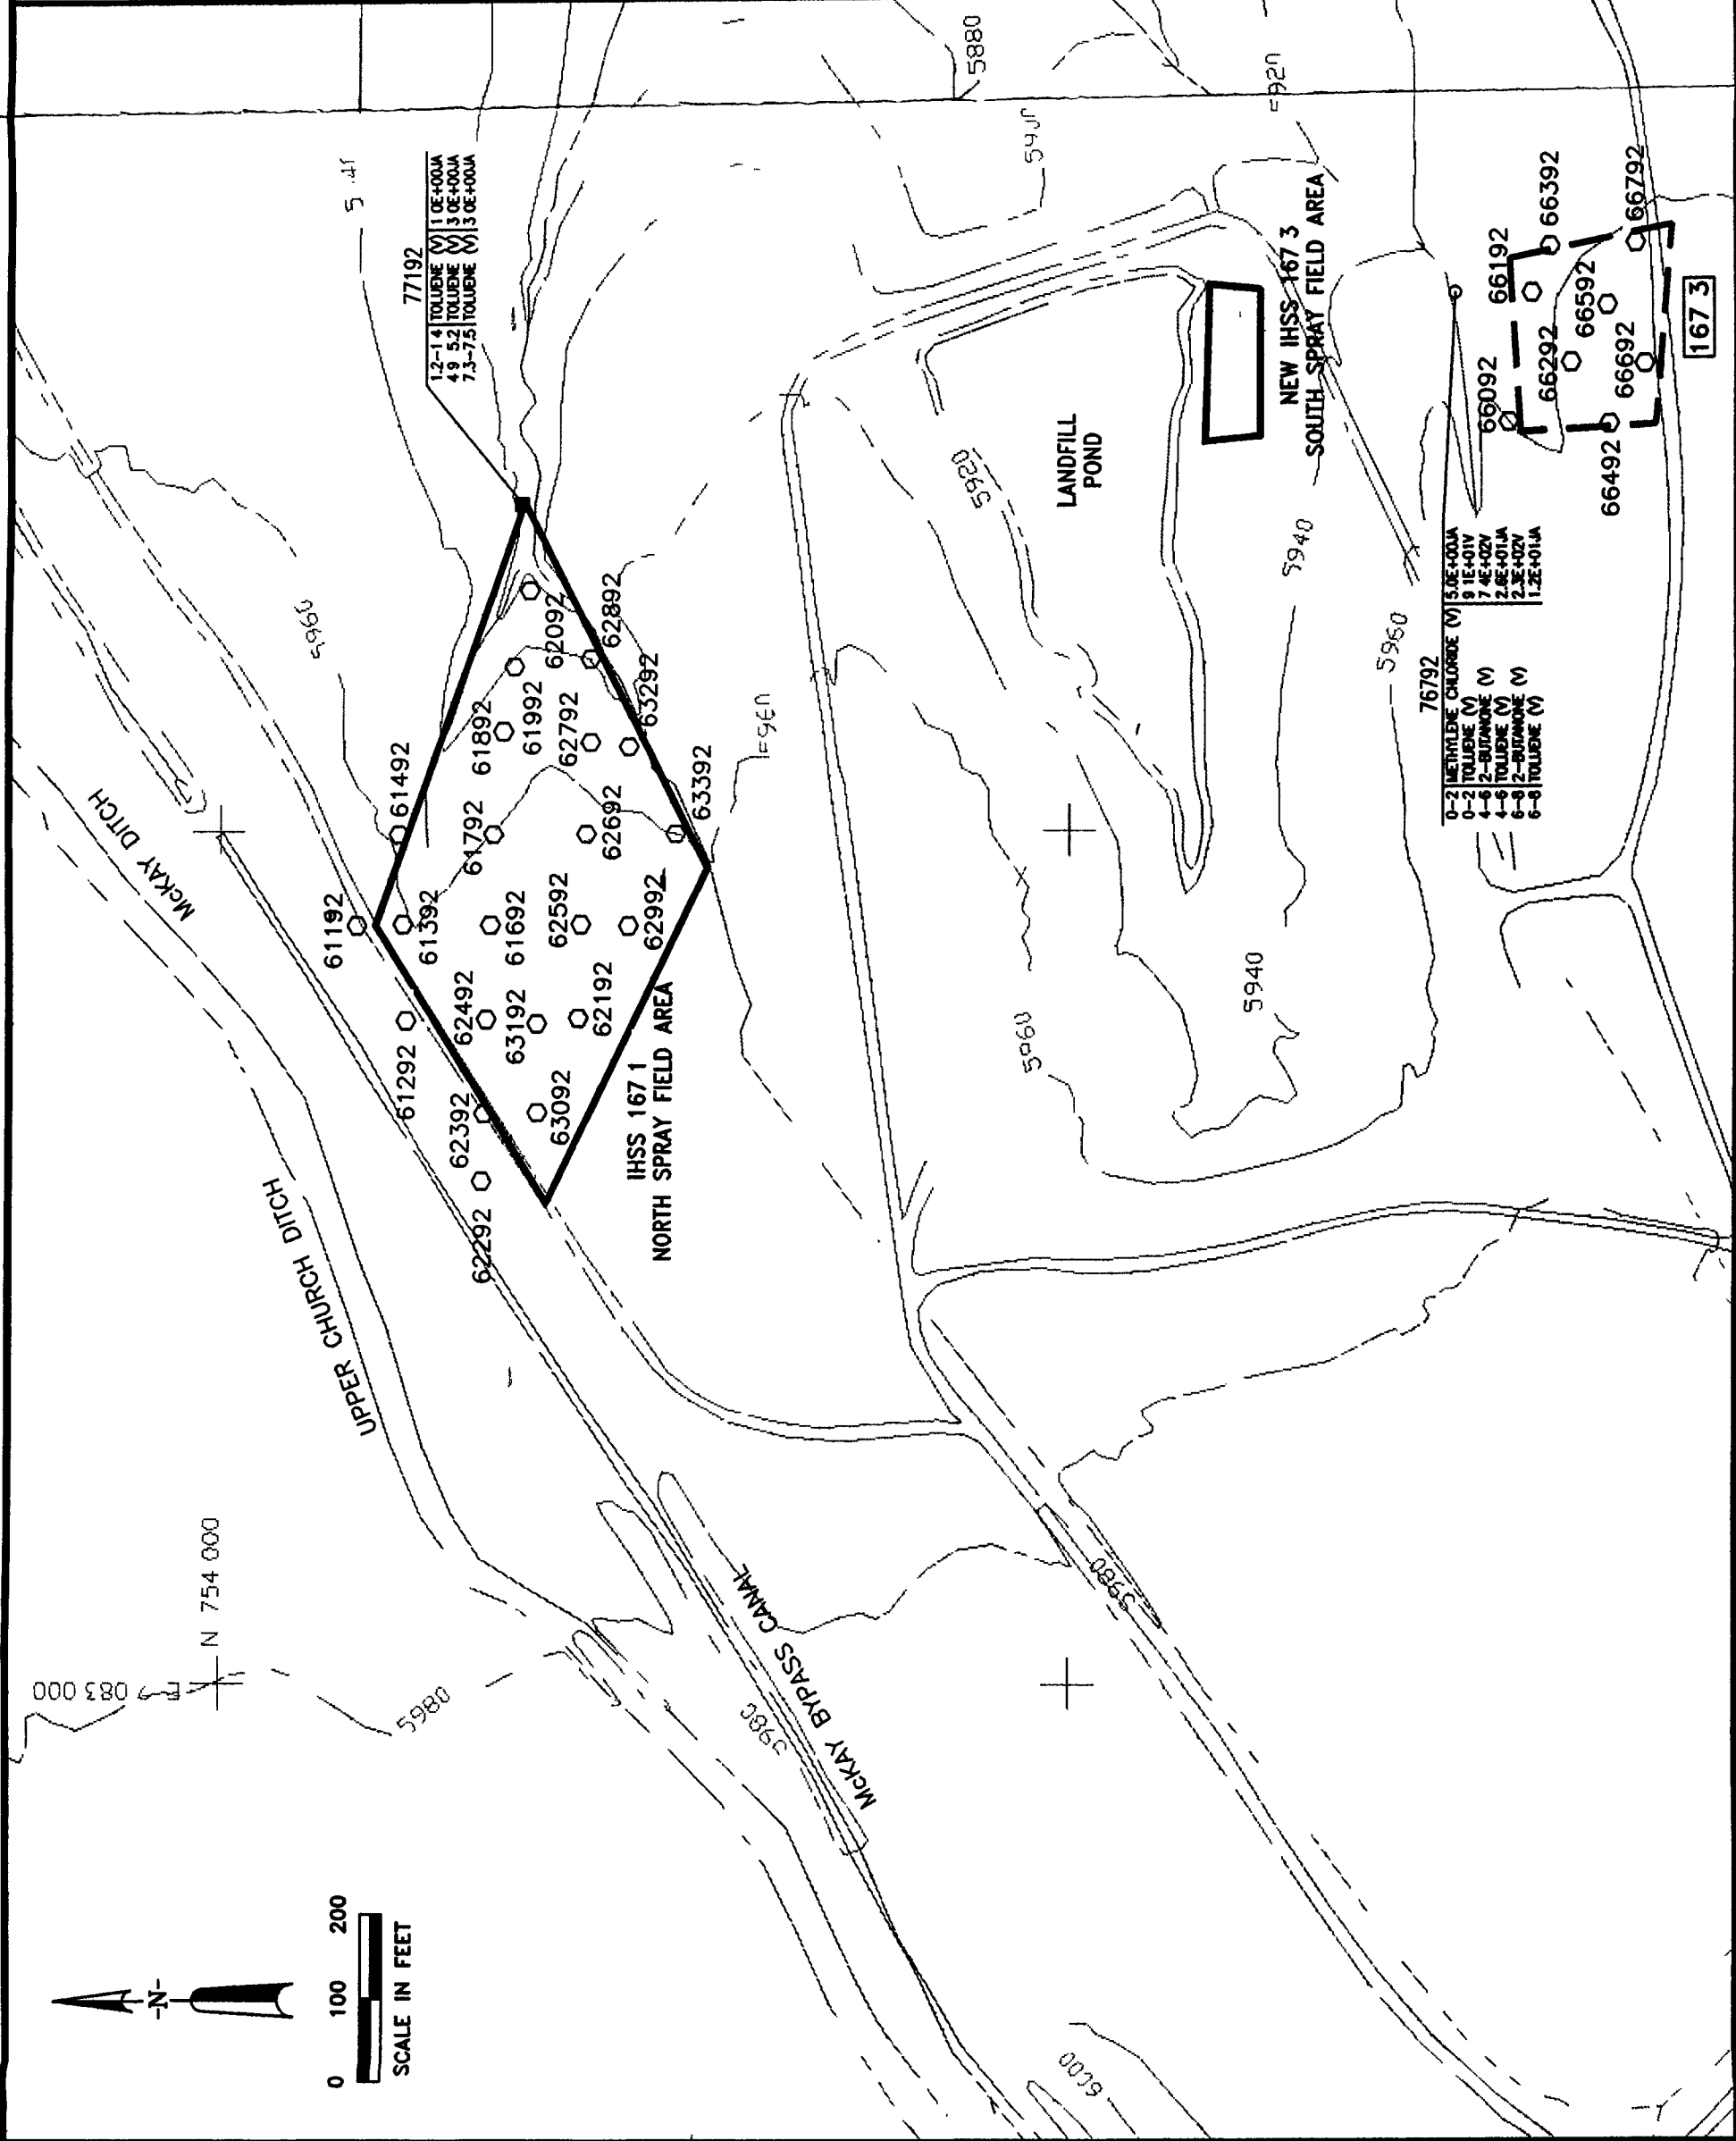 -N-
0 100 200
SCALE IN FEET
083 000
N 754 000
5980
UPPER CHURCH DITCH
McKAY DITCH
McKAY BYPASS CANAL
5980
5980
6000
77192
1.2-1 4 TOLUENE (V) 1 0E+00JA
4 9 5.2 TOLUENE (V) 3 0E+00JA
7.3-7.5 TOLUENE (V) 3 0E+00JA
5960
61192
61492
61292
61392
62392
62492
61792
61892
62292
63192
61692
61992
62092
63092
62192
62592
62692
62792
62892
62992
63292
63392
IHSS 167 1
NORTH SPRAY FIELD AREA
5880
5920
LANDFILL
POND
NEW IHSS 167 3
SOUTH SPRAY FIELD AREA
5940
5940
5960
5960
76792
0-2 METHYLENE CHLORIDE (V) 5.0E+00JA
0-2 TOLUENE (V) 9 1E+01V
4-6 2-BUTANONE (V) 7 4E+02V
4-6 TOLUENE (V) 2.6E+01JA
6-8 2-BUTANONE (V) 2.3E+02V
6-8 TOLUENE (V) 1.2E+01JA
66092
66192
66392
66292
66592
66492
66692
66792
167 3